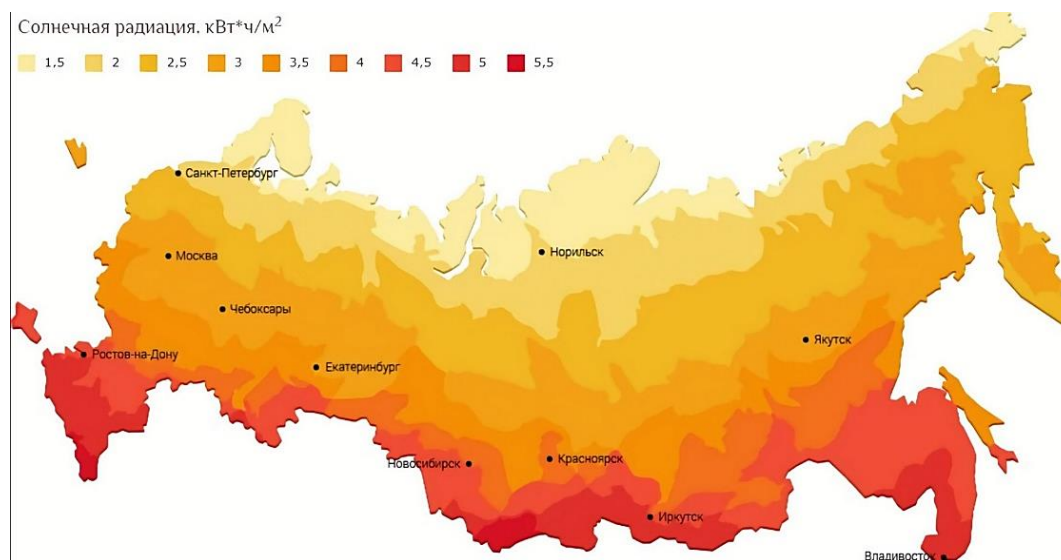 Солнечная радиация. кВт*ч/м²
1,5 2 2,5 3 3,5 4 4,5 5 5,5
Санкт-Петербург
Норильск
Москва
Чебоксары
Якутск
Ростов-на-Дону
Екатеринбург
Красноярск
Новосибирск
Иркутск
Владивосток